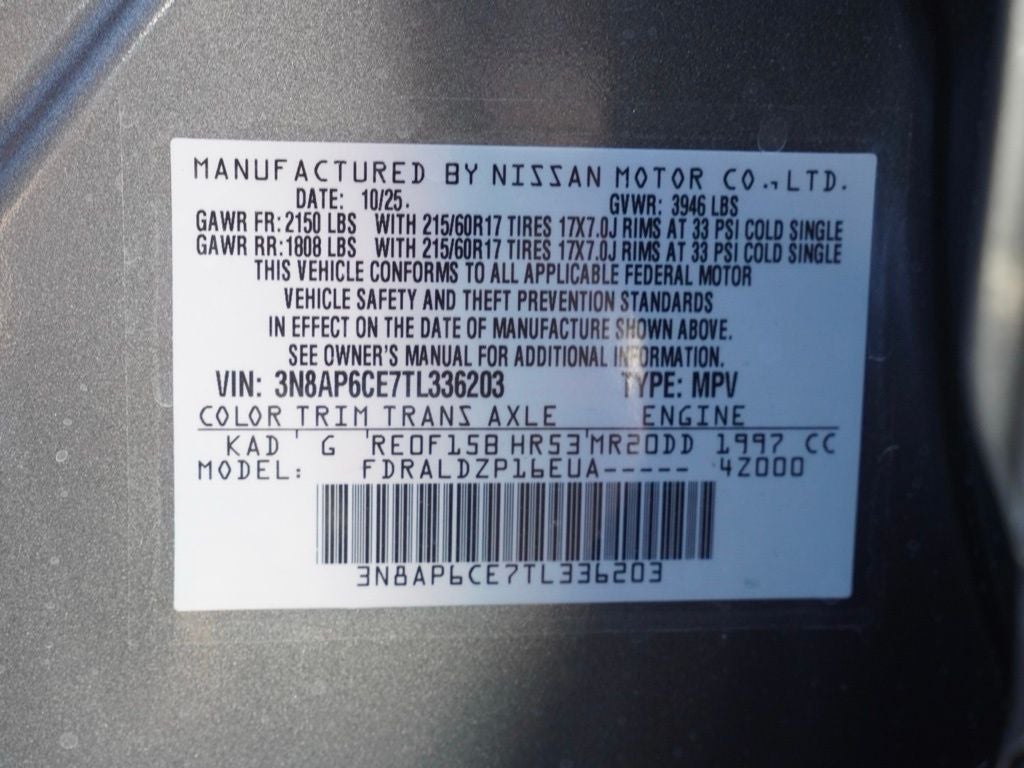 MANUFACTURED BY NISSAN MOTOR CO.,LTD.
DATE: 10/25. GVWR: 3946 LBS
GAWR FR: 2150 LBS WITH 215/60R17 TIRES 17X7.0J RIMS AT 33 PSI COLD SINGLE
GAWR RR: 1808 LBS WITH 215/60R17 TIRES 17X7.0J RIMS AT 33 PSI COLD SINGLE
THIS VEHICLE CONFORMS TO ALL APPLICABLE FEDERAL MOTOR
VEHICLE SAFETY AND THEFT PREVENTION STANDARDS
IN EFFECT ON THE DATE OF MANUFACTURE SHOWN ABOVE.
SEE OWNER'S MANUAL FOR ADDITIONAL INFORMATION.
VIN: 3N8AP6CE7TL336203 TYPE: MPV
COLOR TRIM TRANS AXLE ENGINE
KAD ' G ' RE0F15B HR53'MR20DD 1997 CC
MODEL: FDRALDZP16EUA----- 4Z000
3N8AP6CE7TL336203